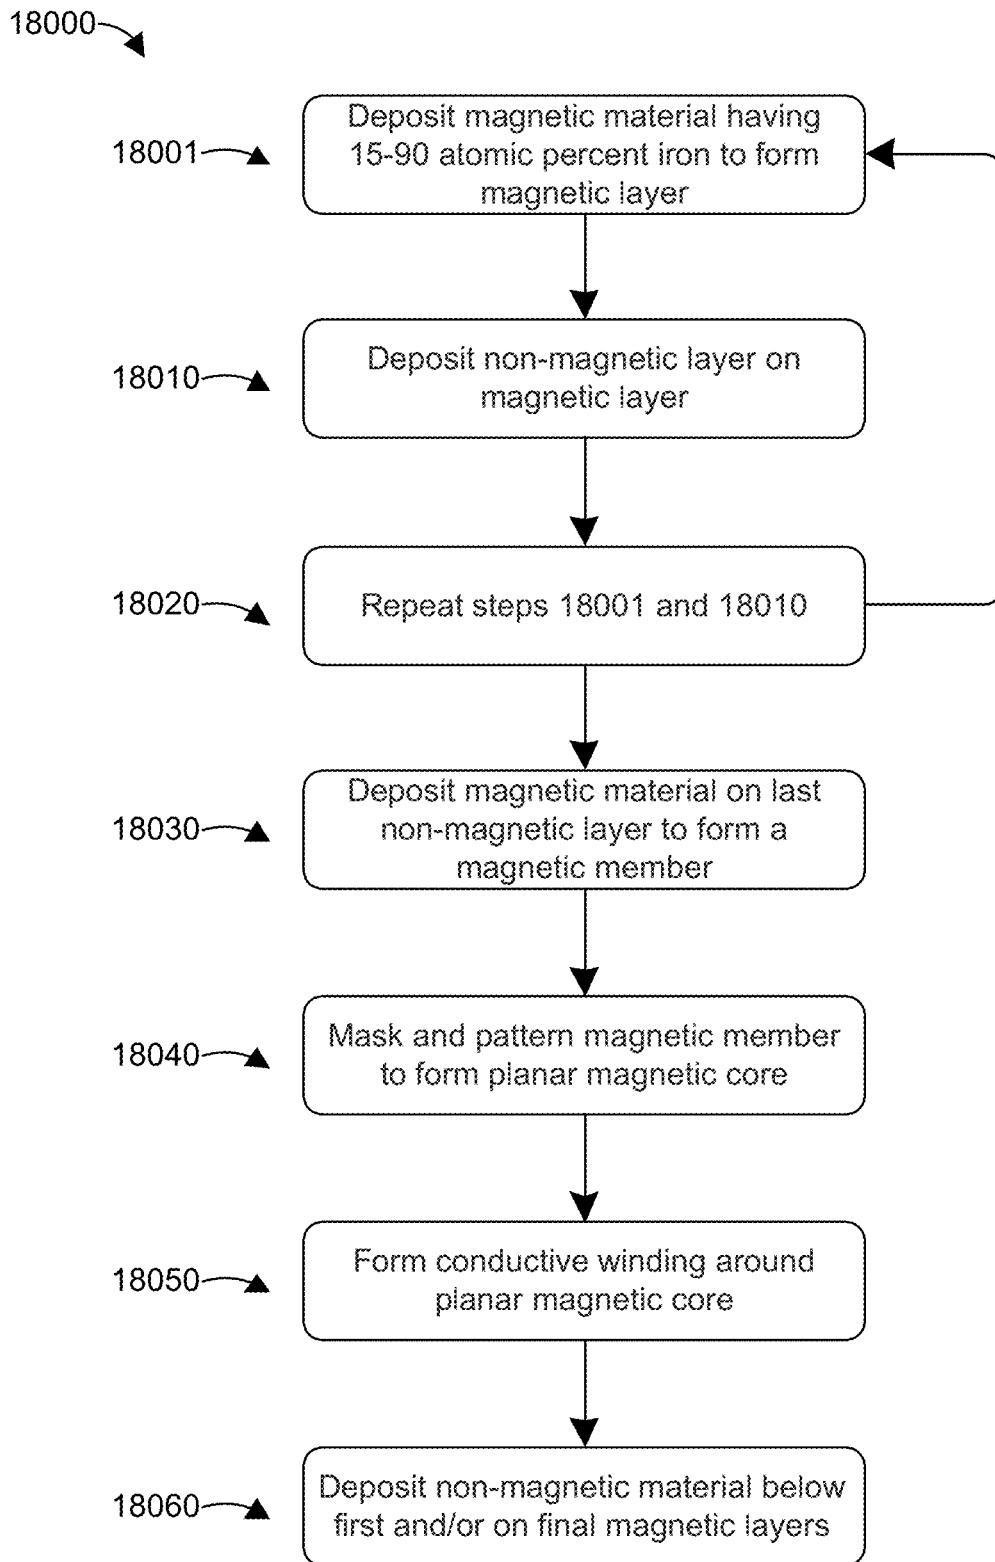 18000
18001
Deposit magnetic material having
15-90 atomic percent iron to form
magnetic layer
18010
Deposit non-magnetic layer on
magnetic layer
18020
Repeat steps 18001 and 18010
18030
Deposit magnetic material on last
non-magnetic layer to form a
magnetic member
18040
Mask and pattern magnetic member
to form planar magnetic core
18050
Form conductive winding around
planar magnetic core
18060
Deposit non-magnetic material below
first and/or on final magnetic layers